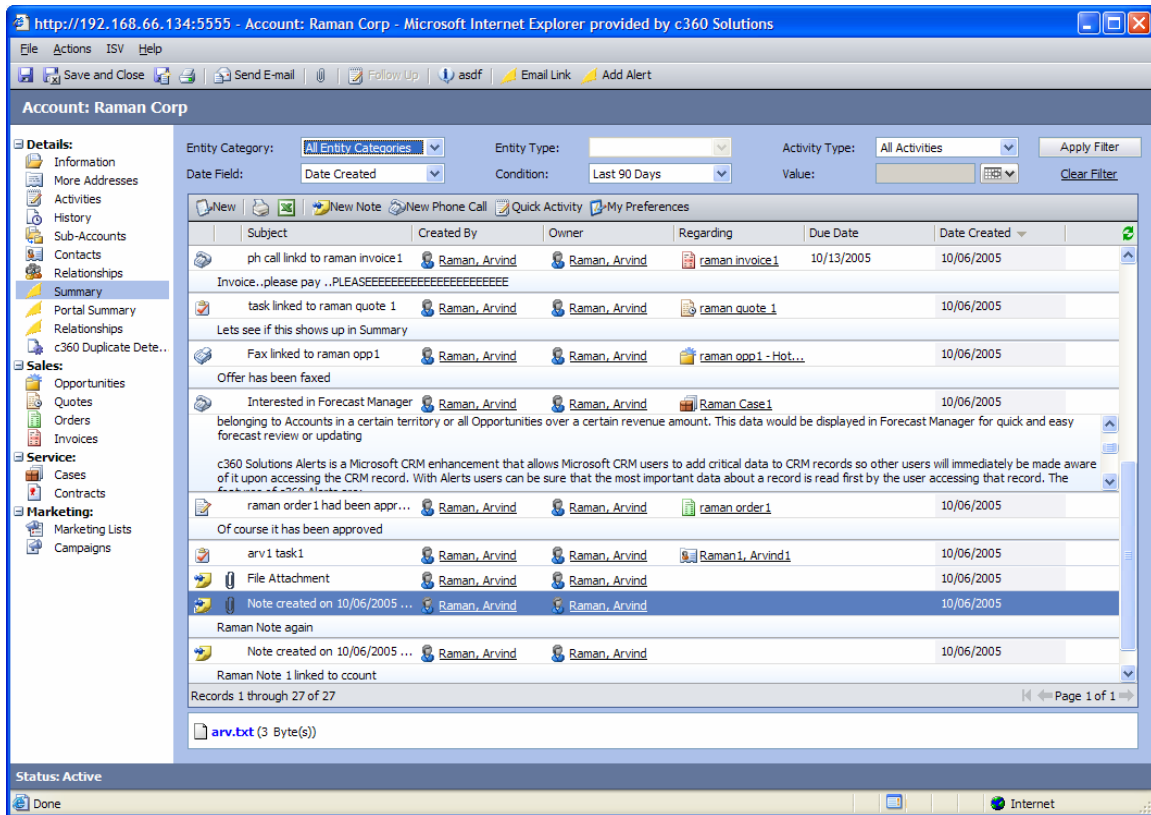 http://192.168.66.134:5555 - Account: Raman Corp - Microsoft Internet Explorer provided by c360 Solutions
File Actions ISV Help
Save and Close Send E-mail Follow Up asdf Email Link Add Alert
Account: Raman Corp
Details:
Information
More Addresses
Activities
History
Sub-Accounts
Contacts
Relationships
Summary
Portal Summary
Relationships
c360 Duplicate Dete...
Sales:
Opportunities
Quotes
Orders
Invoices
Service:
Cases
Contracts
Marketing:
Marketing Lists
Campaigns
Entity Category: All Entity Categories Entity Type: Activity Type: All Activities Apply Filter
Date Field: Date Created Condition: Last 90 Days Value: Clear Filter
New New Note New Phone Call Quick Activity My Preferences
Subject Created By Owner Regarding Due Date Date Created
ph call linkd to raman invoice1 Raman, Arvind Raman, Arvind raman invoice1 10/13/2005 10/06/2005
Invoice..please pay ..PLEASEEEEEEEEEEEEEEEEEEEEEEE
task linked to raman quote 1 Raman, Arvind Raman, Arvind raman quote 1 10/06/2005
Lets see if this shows up in Summary
Fax linked to raman opp1 Raman, Arvind Raman, Arvind raman opp1 - Hot... 10/06/2005
Offer has been faxed
Interested in Forecast Manager Raman, Arvind Raman, Arvind Raman Case1 10/06/2005
belonging to Accounts in a certain territory or all Opportunities over a certain revenue amount. This data would be displayed in Forecast Manager for quick and easy
forecast review or updating
c360 Solutions Alerts is a Microsoft CRM enhancement that allows Microsoft CRM users to add critical data to CRM records so other users will immediately be made aware
of it upon accessing the CRM record. With Alerts users can be sure that the most important data about a record is read first by the user accessing that record. The
features of c360 Alerts are:
raman order1 had been appr... Raman, Arvind Raman, Arvind raman order1 10/06/2005
Of course it has been approved
arv1 task1 Raman, Arvind Raman, Arvind Raman1, Arvind1 10/06/2005
File Attachment Raman, Arvind Raman, Arvind 10/06/2005
Note created on 10/06/2005 ... Raman, Arvind Raman, Arvind 10/06/2005
Raman Note again
Note created on 10/06/2005 ... Raman, Arvind Raman, Arvind 10/06/2005
Raman Note 1 linked to ccount
Records 1 through 27 of 27 Page 1 of 1
arv.txt (3 Byte(s))
Status: Active
Done Internet